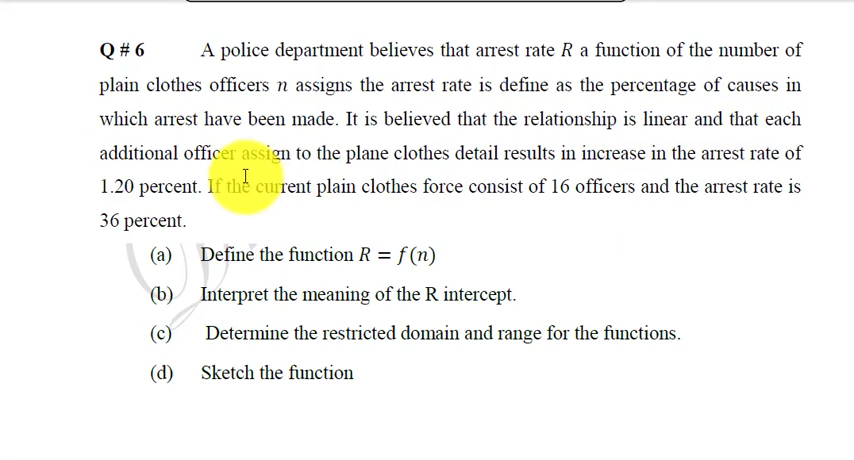 Q # 6 A police department believes that arrest rate R a function of the number of
plain clothes officers n assigns the arrest rate is define as the percentage of causes in
which arrest have been made. It is believed that the relationship is linear and that each
additional officer assign to the plane clothes detail results in increase in the arrest rate of
1.20 percent. If the current plain clothes force consist of 16 officers and the arrest rate is
36 percent.
(a) Define the function R = f(n)
(b) Interpret the meaning of the R intercept.
(c) Determine the restricted domain and range for the functions.
(d) Sketch the function